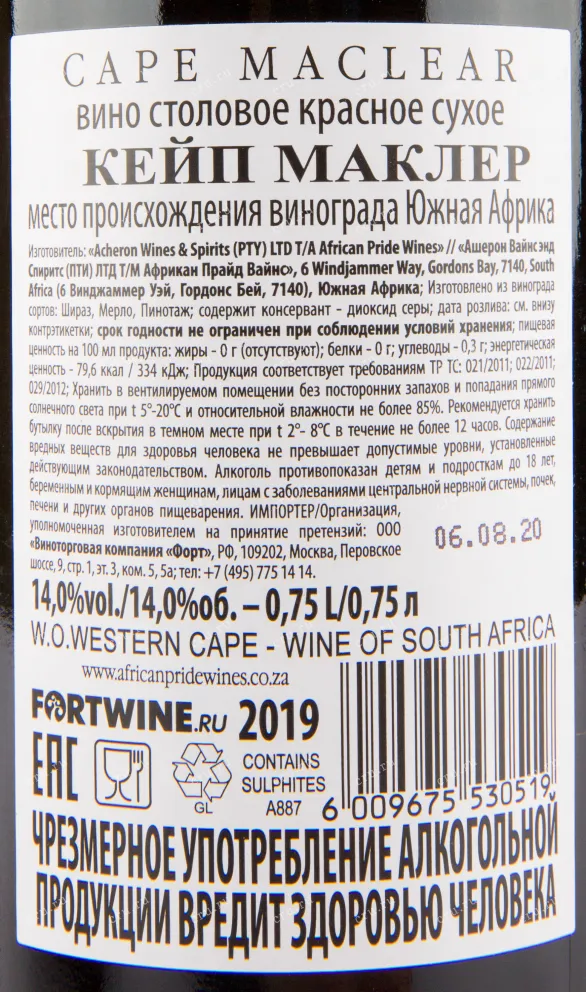 CAPE MACLEAR
вино столовое красное сухое
КЕЙП МАКЛЕР
место происхождения винограда Южная Африка
Изготовитель: «Acheron Wines & Spirits (PTY) LTD T/A African Pride Wines» // «Ашерон Вайнс энд
Спиритс (ПТИ) ЛТД Т/М Африкан Прайд Вайнс», 6 Windjammer Way, Gordons Bay, 7140, South
Africa (6 Винджаммер Уэй, Гордонс Бей, 7140), Южная Африка; Изготовлено из винограда
сортов: Шираз, Мерло, Пинотаж; содержит консервант - диоксид серы; дата розлива: см. внизу
контрэтикетки; срок годности не ограничен при соблюдении условий хранения; пищевая
ценность на 100 мл продукта: жиры - 0 г (отсутствуют); белки - 0 г; углеводы - 0,3 г; энергетическая
ценность - 79,6 ккал / 334 кДж; Продукция соответствует требованиям ТР ТС: 021/2011; 022/2011;
029/2012; Хранить в вентилируемом помещении без посторонних запахов и попадания прямого
солнечного света при t 5°-20°C и относительной влажности не более 85%. Рекомендуется хранить
бутылку после вскрытия в темном месте при t 2°- 8°C в течение не более 12 часов. Содержание
вредных веществ для здоровья человека не превышает допустимые уровни, установленные
действующим законодательством. Алкоголь противопоказан детям и подросткам до 18 лет,
беременным и кормящим женщинам, лицам с заболеваниями центральной нервной системы, почек,
печени и других органов пищеварения. ИМПОРТЕР/Организация,
уполномоченная изготовителем на принятие претензий: ООО
«Виноторговая компания «Форт», РФ, 109202, Москва, Перовское
шоссе, 9, стр. 1, эт. 3, ком. 5, 5а; тел: +7 (495) 775 14 14.
06.08.20
14,0%vol./14,0%об. – 0,75 L/0,75 л
W.O.WESTERN CAPE - WINE OF SOUTH AFRICA
www.africanpridewines.co.za
FORTWINE.RU 2019
EAC
GL
CONTAINS
SULPHITES
A887
6 009675 530519
ЧРЕЗМЕРНОЕ УПОТРЕБЛЕНИЕ АЛКОГОЛЬНОЙ
ПРОДУКЦИИ ВРЕДИТ ЗДОРОВЬЮ ЧЕЛОВЕКА